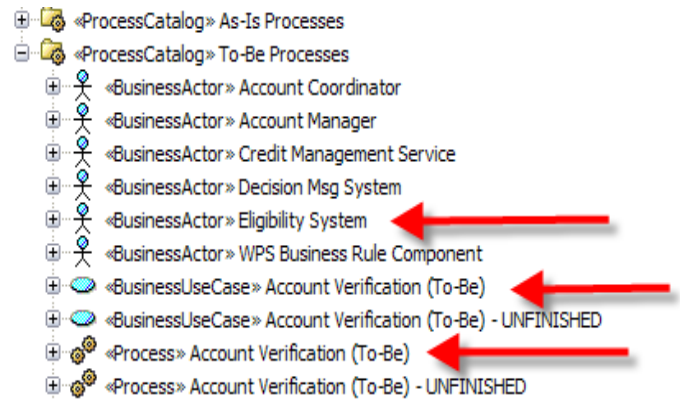 «ProcessCatalog» As-Is Processes
«ProcessCatalog» To-Be Processes
«BusinessActor» Account Coordinator
«BusinessActor» Account Manager
«BusinessActor» Credit Management Service
«BusinessActor» Decision Msg System
«BusinessActor» Eligibility System
«BusinessActor» WPS Business Rule Component
«BusinessUseCase» Account Verification (To-Be)
«BusinessUseCase» Account Verification (To-Be) - UNFINISHED
«Process» Account Verification (To-Be)
«Process» Account Verification (To-Be) - UNFINISHED